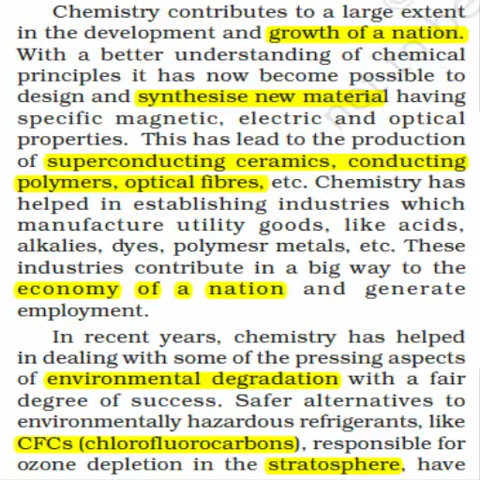 Chemistry contributes to a large extent
in the development and growth of a nation.
With a better understanding of chemical
principles it has now become possible to
design and synthesise new material having
specific magnetic, electric and optical
properties. This has lead to the production
of superconducting ceramics, conducting
polymers, optical fibres, etc. Chemistry has
helped in establishing industries which
manufacture utility goods, like acids,
alkalies, dyes, polymesr metals, etc. These
industries contribute in a big way to the
economy of a nation and generate
employment.
In recent years, chemistry has helped
in dealing with some of the pressing aspects
of environmental degradation with a fair
degree of success. Safer alternatives to
environmentally hazardous refrigerants, like
CFCs (chlorofluorocarbons), responsible for
ozone depletion in the stratosphere, have